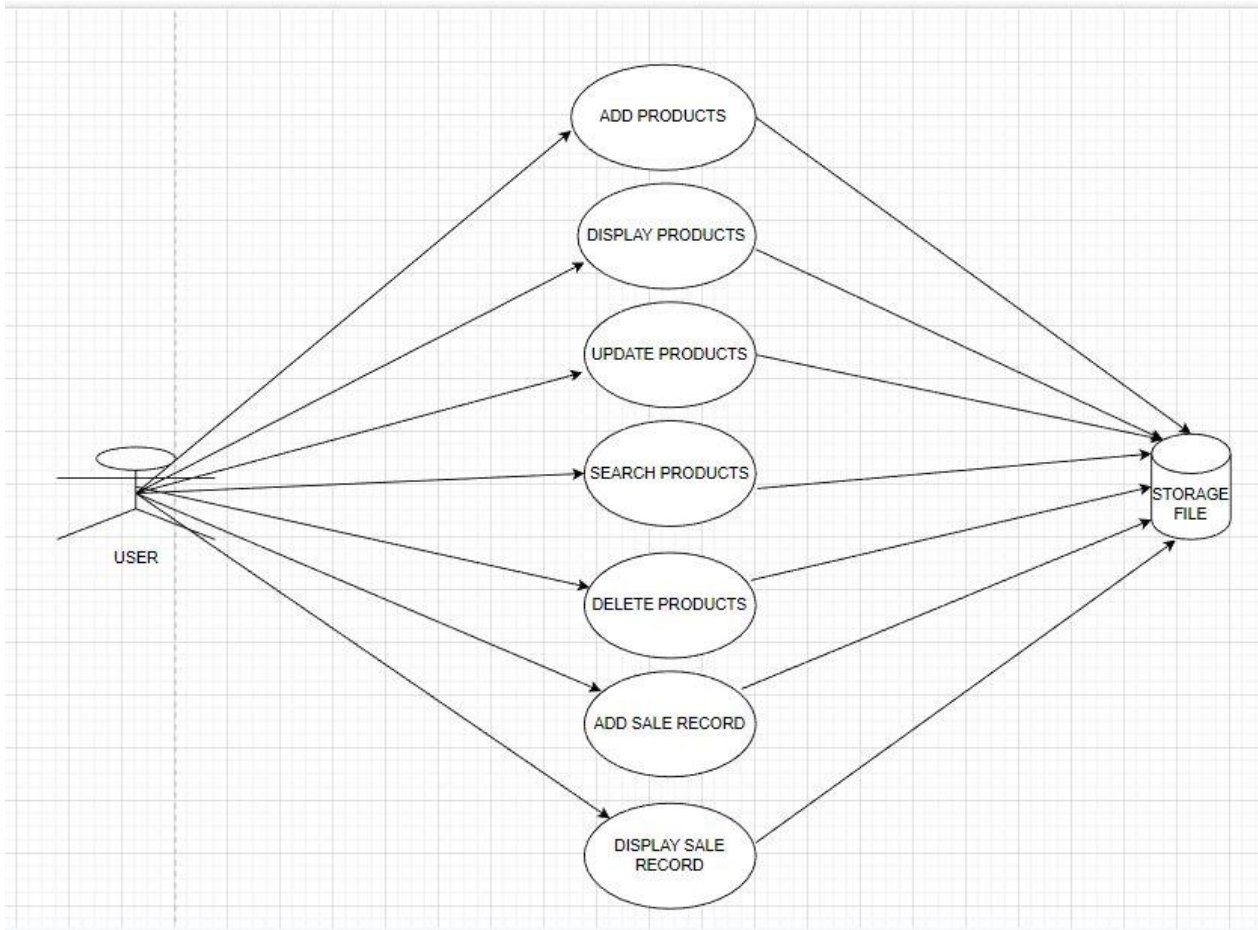 ADD PRODUCTS
DISPLAY PRODUCTS
UPDATE PRODUCTS
SEARCH PRODUCTS
STORAGE
FILE
USER
DELETE PRODUCTS
ADD SALE RECORD
DISPLAY SALE
RECORD